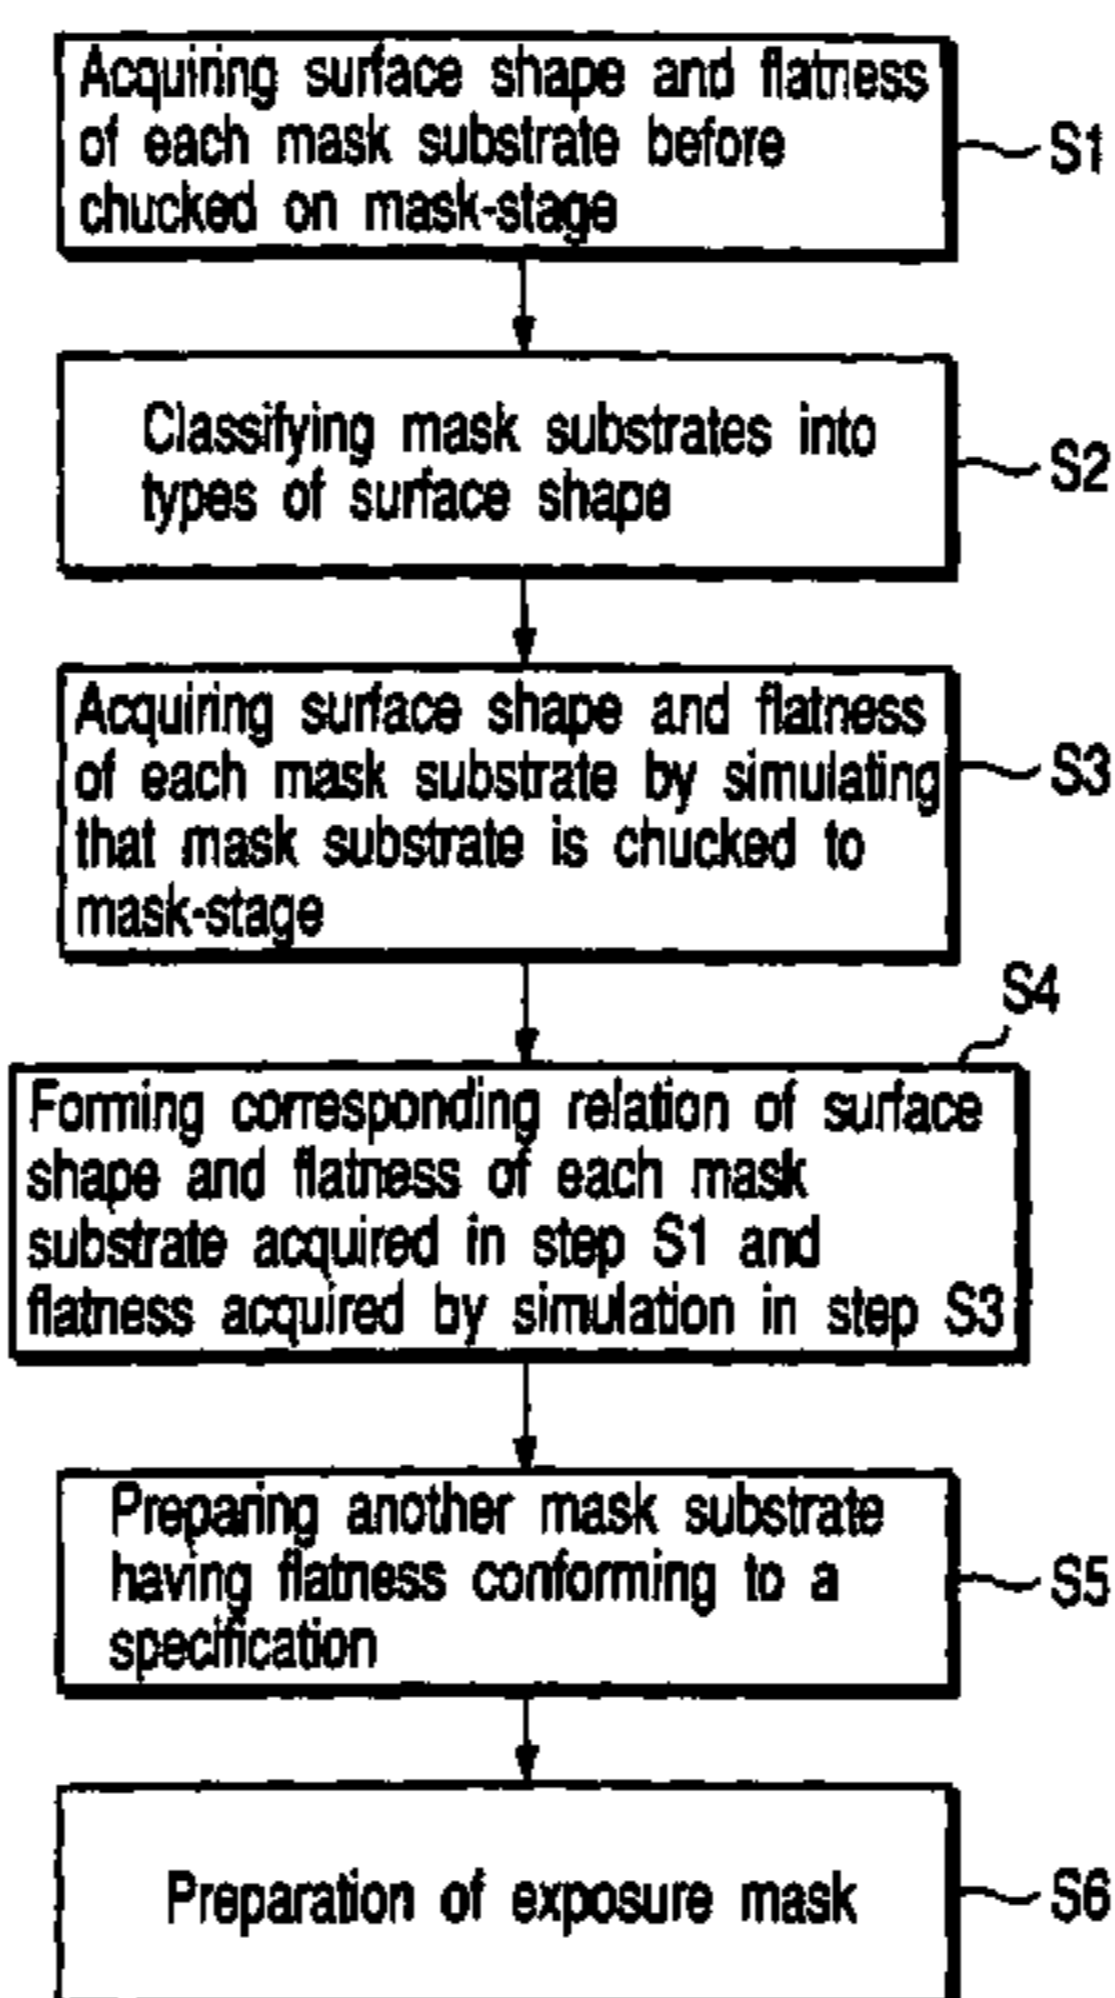 Acquiring surface shape and flatness
of each mask substrate before
chucked on mask-stage
S1
Classifying mask substrates into
types of surface shape
S2
Acquiring surface shape and flatness
of each mask substrate by simulating
that mask substrate is chucked to
mask-stage
S3
S4
Forming corresponding relation of surface
shape and flatness of each mask
substrate acquired in step S1 and
flatness acquired by simulation in step S3
Preparing another mask substrate
having flatness conforming to a
specification
S5
Preparation of exposure mask
S6